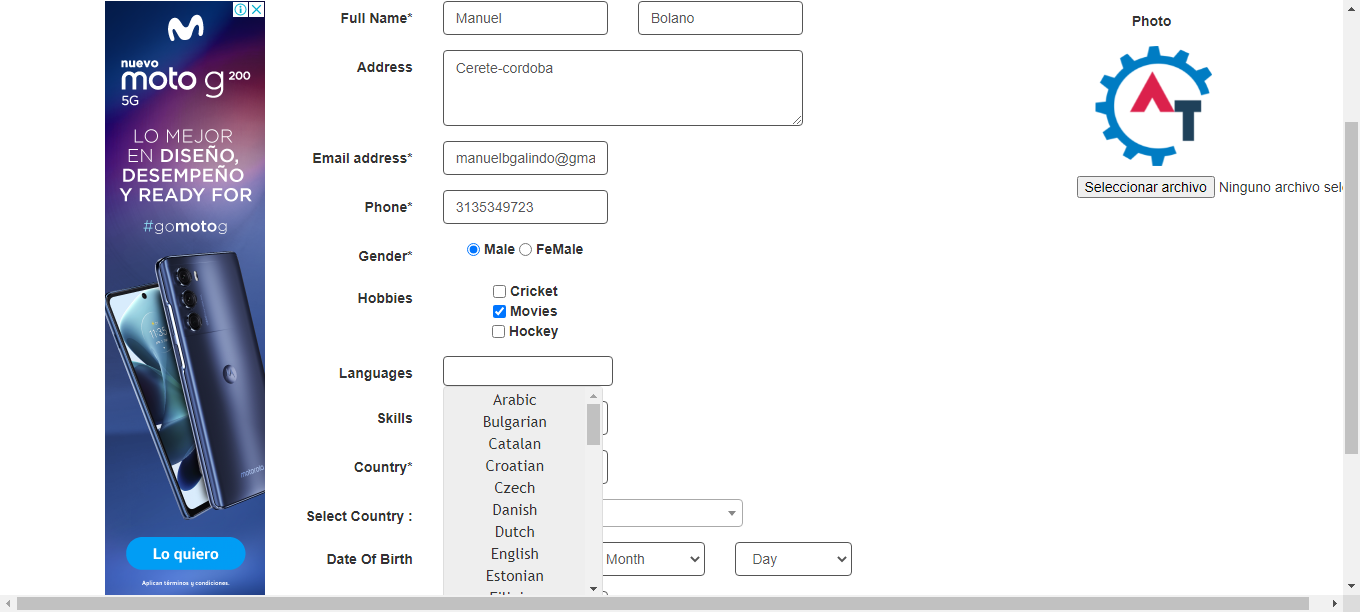 nuevo
moto g 200
5G
LO MEJOR
EN DISEÑO,
DESEMPEÑO
Y READY FOR
#gomotog
11:35
motorola
Lo quiero
Aplican términos y condiciones.
Full Name* Manuel Bolano
Address Cerete-cordoba
Email address* manuelbgalindo@gma
Phone* 3135349723
Gender* Male FeMale
Hobbies Cricket
Movies
Hockey
Languages
Arabic
Skills Bulgarian
Catalan
Country* Croatian
Czech
Select Country : Danish
Dutch
Date Of Birth English Month Day
Estonian
Photo
AT
Seleccionar archivo Ninguno archivo sel